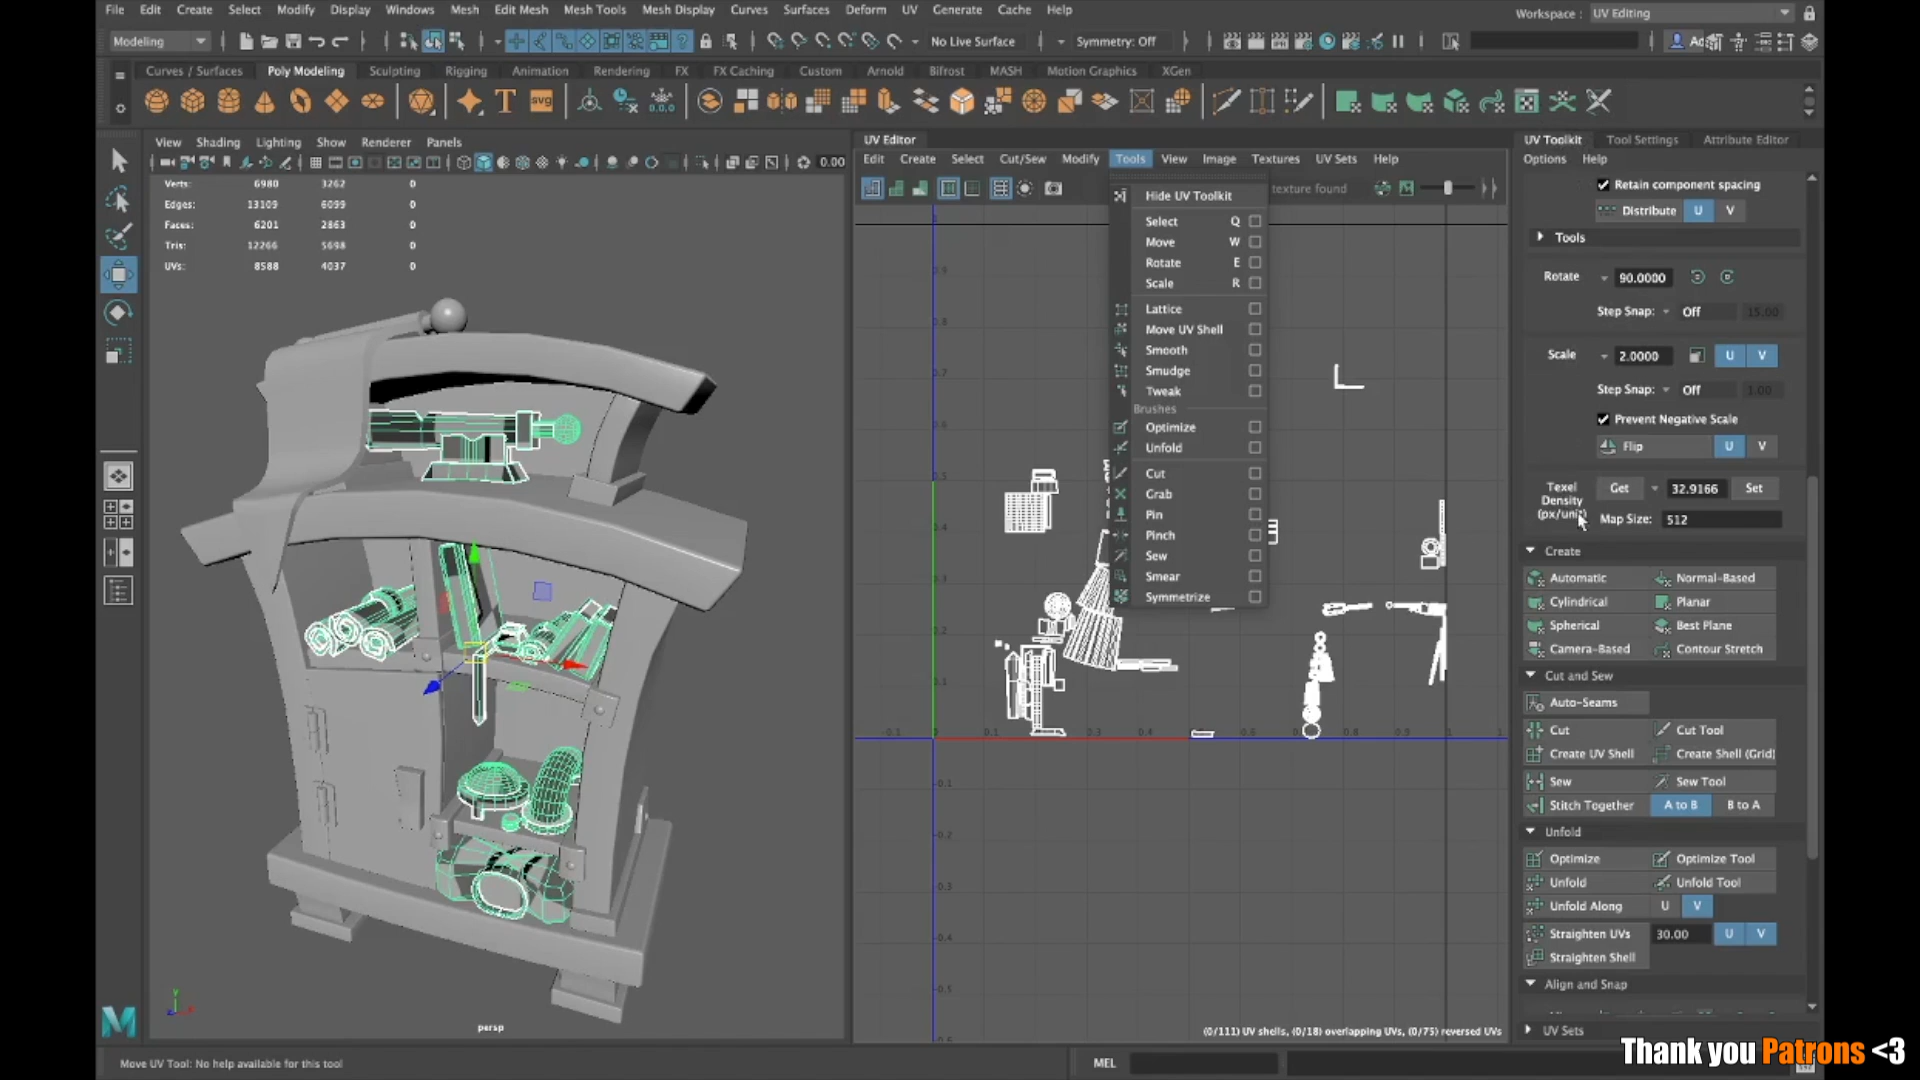 File Edit Create Select Modify Display Windows Mesh Edit Mesh Mesh Tools Mesh Display Curves Surfaces Deform UV Generate Cache Help
Workspace : UV Editing
Modeling
No Live Surface
Symmetry: Off
Curves / Surfaces Poly Modeling Sculpting Rigging Animation Rendering FX FX Caching Custom Arnold Bifrost MASH Motion Graphics XGen
View Shading Lighting Show Renderer Panels
0.00
Verts: 6980 3262 0
Edges: 13109 6099 0
Faces: 6201 2863 0
Tris: 12266 5698 0
UVs: 8588 4037 0
persp
UV Editor
Edit Create Select Cut/Sew Modify Tools View Image Textures UV Sets Help
texture found
Hide UV Toolkit
Select Q
Move W
Rotate E
Scale R
Lattice
Move UV Shell
Smooth
Smudge
Tweak
Brushes
Optimize
Unfold
Cut
Grab
Pin
Pinch
Sew
Smear
Symmetrize
(0/111) UV shells, (0/18) overlapping UVs, (0/75) reversed UVs
UV Toolkit Tool Settings Attribute Editor
Options Help
Retain component spacing
Distribute U V
Tools
Rotate 90.0000
Step Snap: Off 15.00
Scale 2.0000 U V
Step Snap: Off 1.00
Prevent Negative Scale
Flip U V
Texel Density (px/unit) Get 32.9166 Set
Map Size: 512
Create
Automatic Normal-Based
Cylindrical Planar
Spherical Best Plane
Camera-Based Contour Stretch
Cut and Sew
Auto-Seams
Cut Cut Tool
Create UV Shell Create Shell (Grid)
Sew Sew Tool
Stitch Together A to B B to A
Unfold
Optimize Optimize Tool
Unfold Unfold Tool
Unfold Along U V
Straighten UVs 30.00 U V
Straighten Shell
Align and Snap
UV Sets
Move UV Tool: No help available for this tool
MEL
Thank you Patrons <3